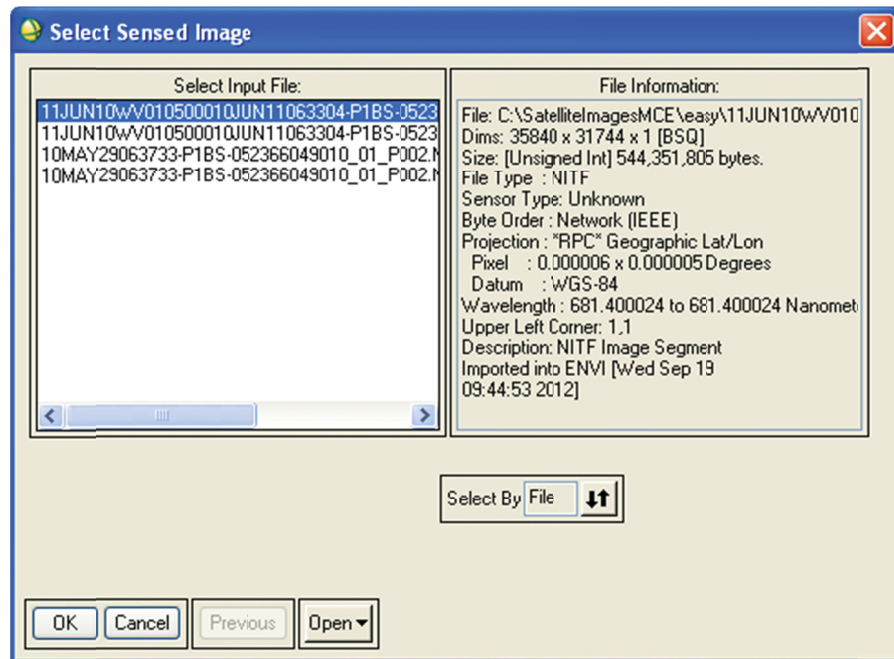 Select Sensed Image
Select Input File:
11JUN10WV010500010JUN11063304-P1BS-0523
11JUN10WV010500010JUN11063304-P1BS-0523
10MAY29063733-P1BS-052366049010_01_P002.N
10MAY29063733-P1BS-052366049010_01_P002.N
File Information:
File: C:\SatelliteImagesMCE\easy\11JUN10WV010
Dims: 35840 x 31744 x 1 [BSQ]
Size: [Unsigned Int] 544,351,805 bytes.
File Type : NITF
Sensor Type: Unknown
Byte Order : Network (IEEE)
Projection : "RPC" Geographic Lat/Lon
Pixel : 0.000006 x 0.000005 Degrees
Datum : WGS-84
Wavelength : 681.400024 to 681.400024 Nanomet
Upper Left Corner: 1,1
Description: NITF Image Segment
Imported into ENVI [Wed Sep 19
09:44:53 2012]
Select By File
OK Cancel Previous Open